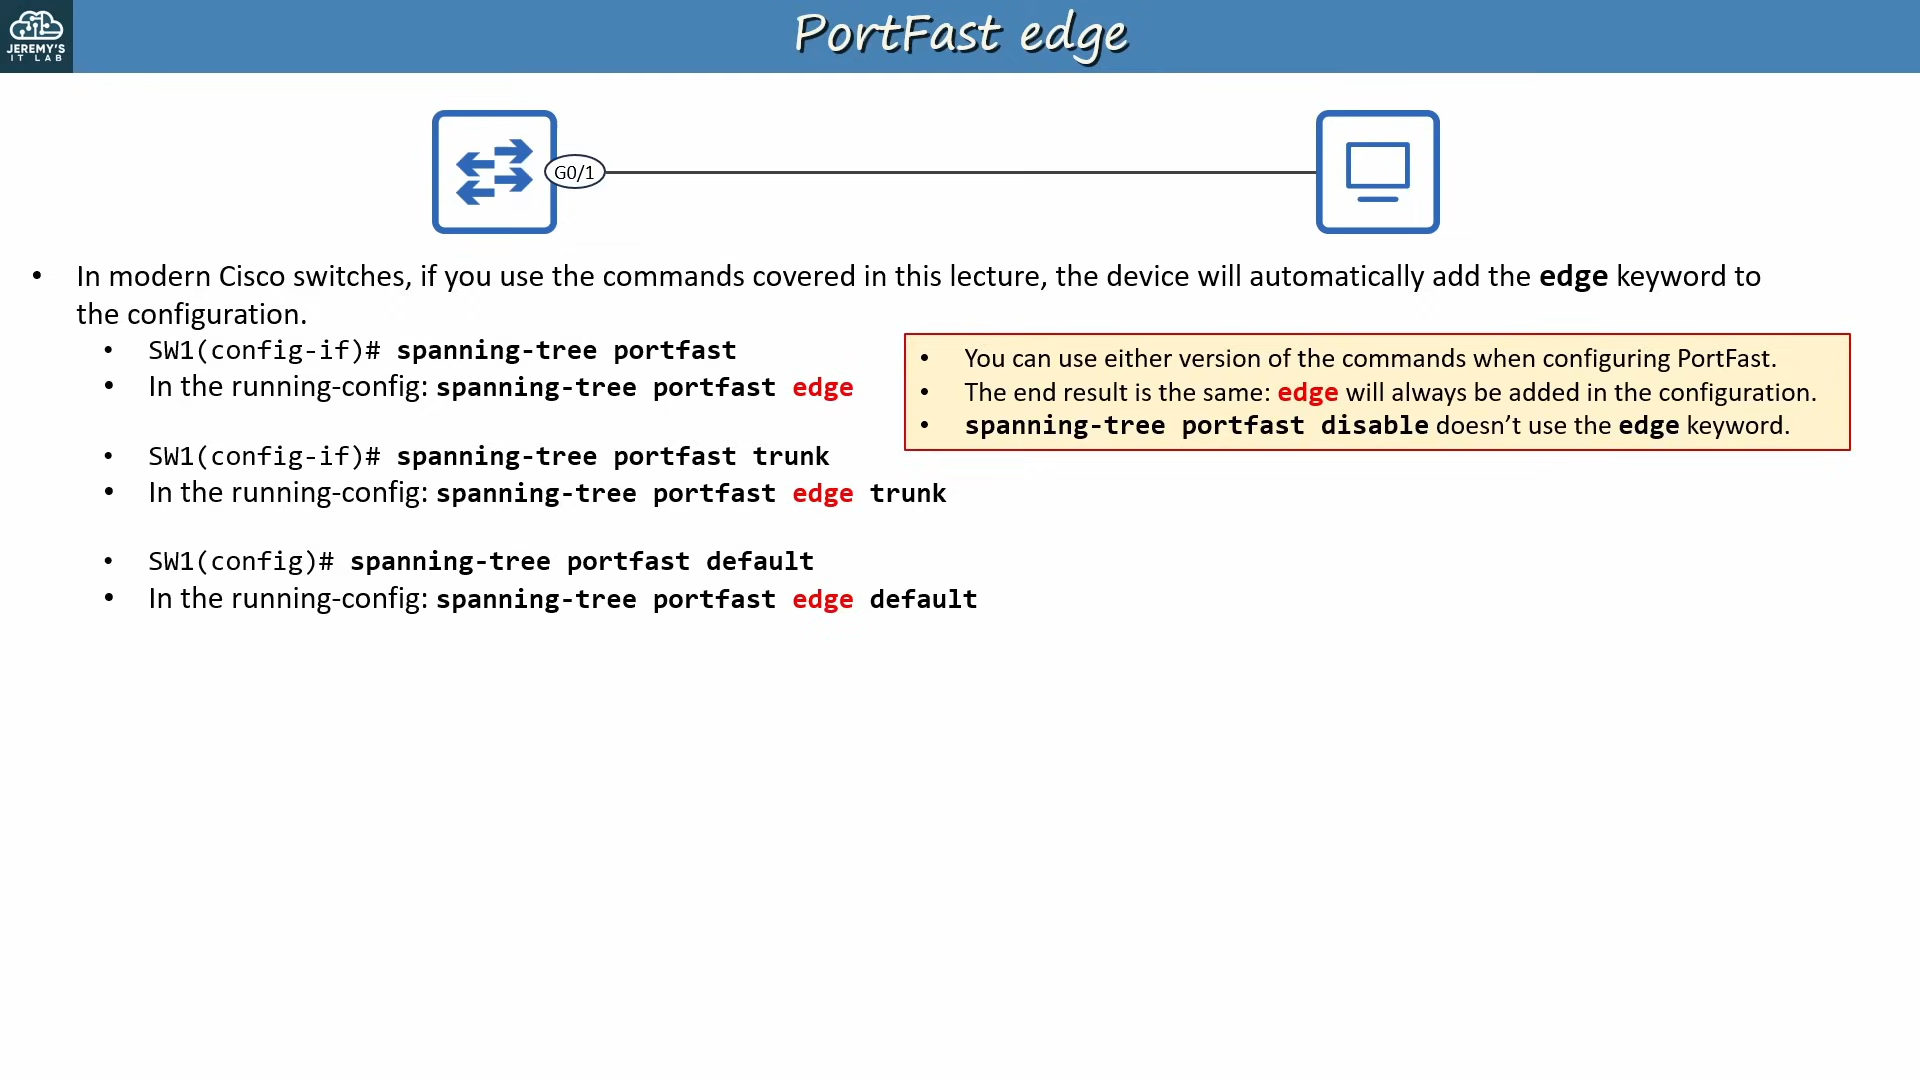 JEREMY'S
IT LAB
PortFast edge
G0/1
• In modern Cisco switches, if you use the commands covered in this lecture, the device will automatically add the edge keyword to
the configuration.
• SW1(config-if)# spanning-tree portfast
• In the running-config: spanning-tree portfast edge
• You can use either version of the commands when configuring PortFast.
• The end result is the same: edge will always be added in the configuration.
• spanning-tree portfast disable doesn’t use the edge keyword.
• SW1(config-if)# spanning-tree portfast trunk
• In the running-config: spanning-tree portfast edge trunk
• SW1(config)# spanning-tree portfast default
• In the running-config: spanning-tree portfast edge default